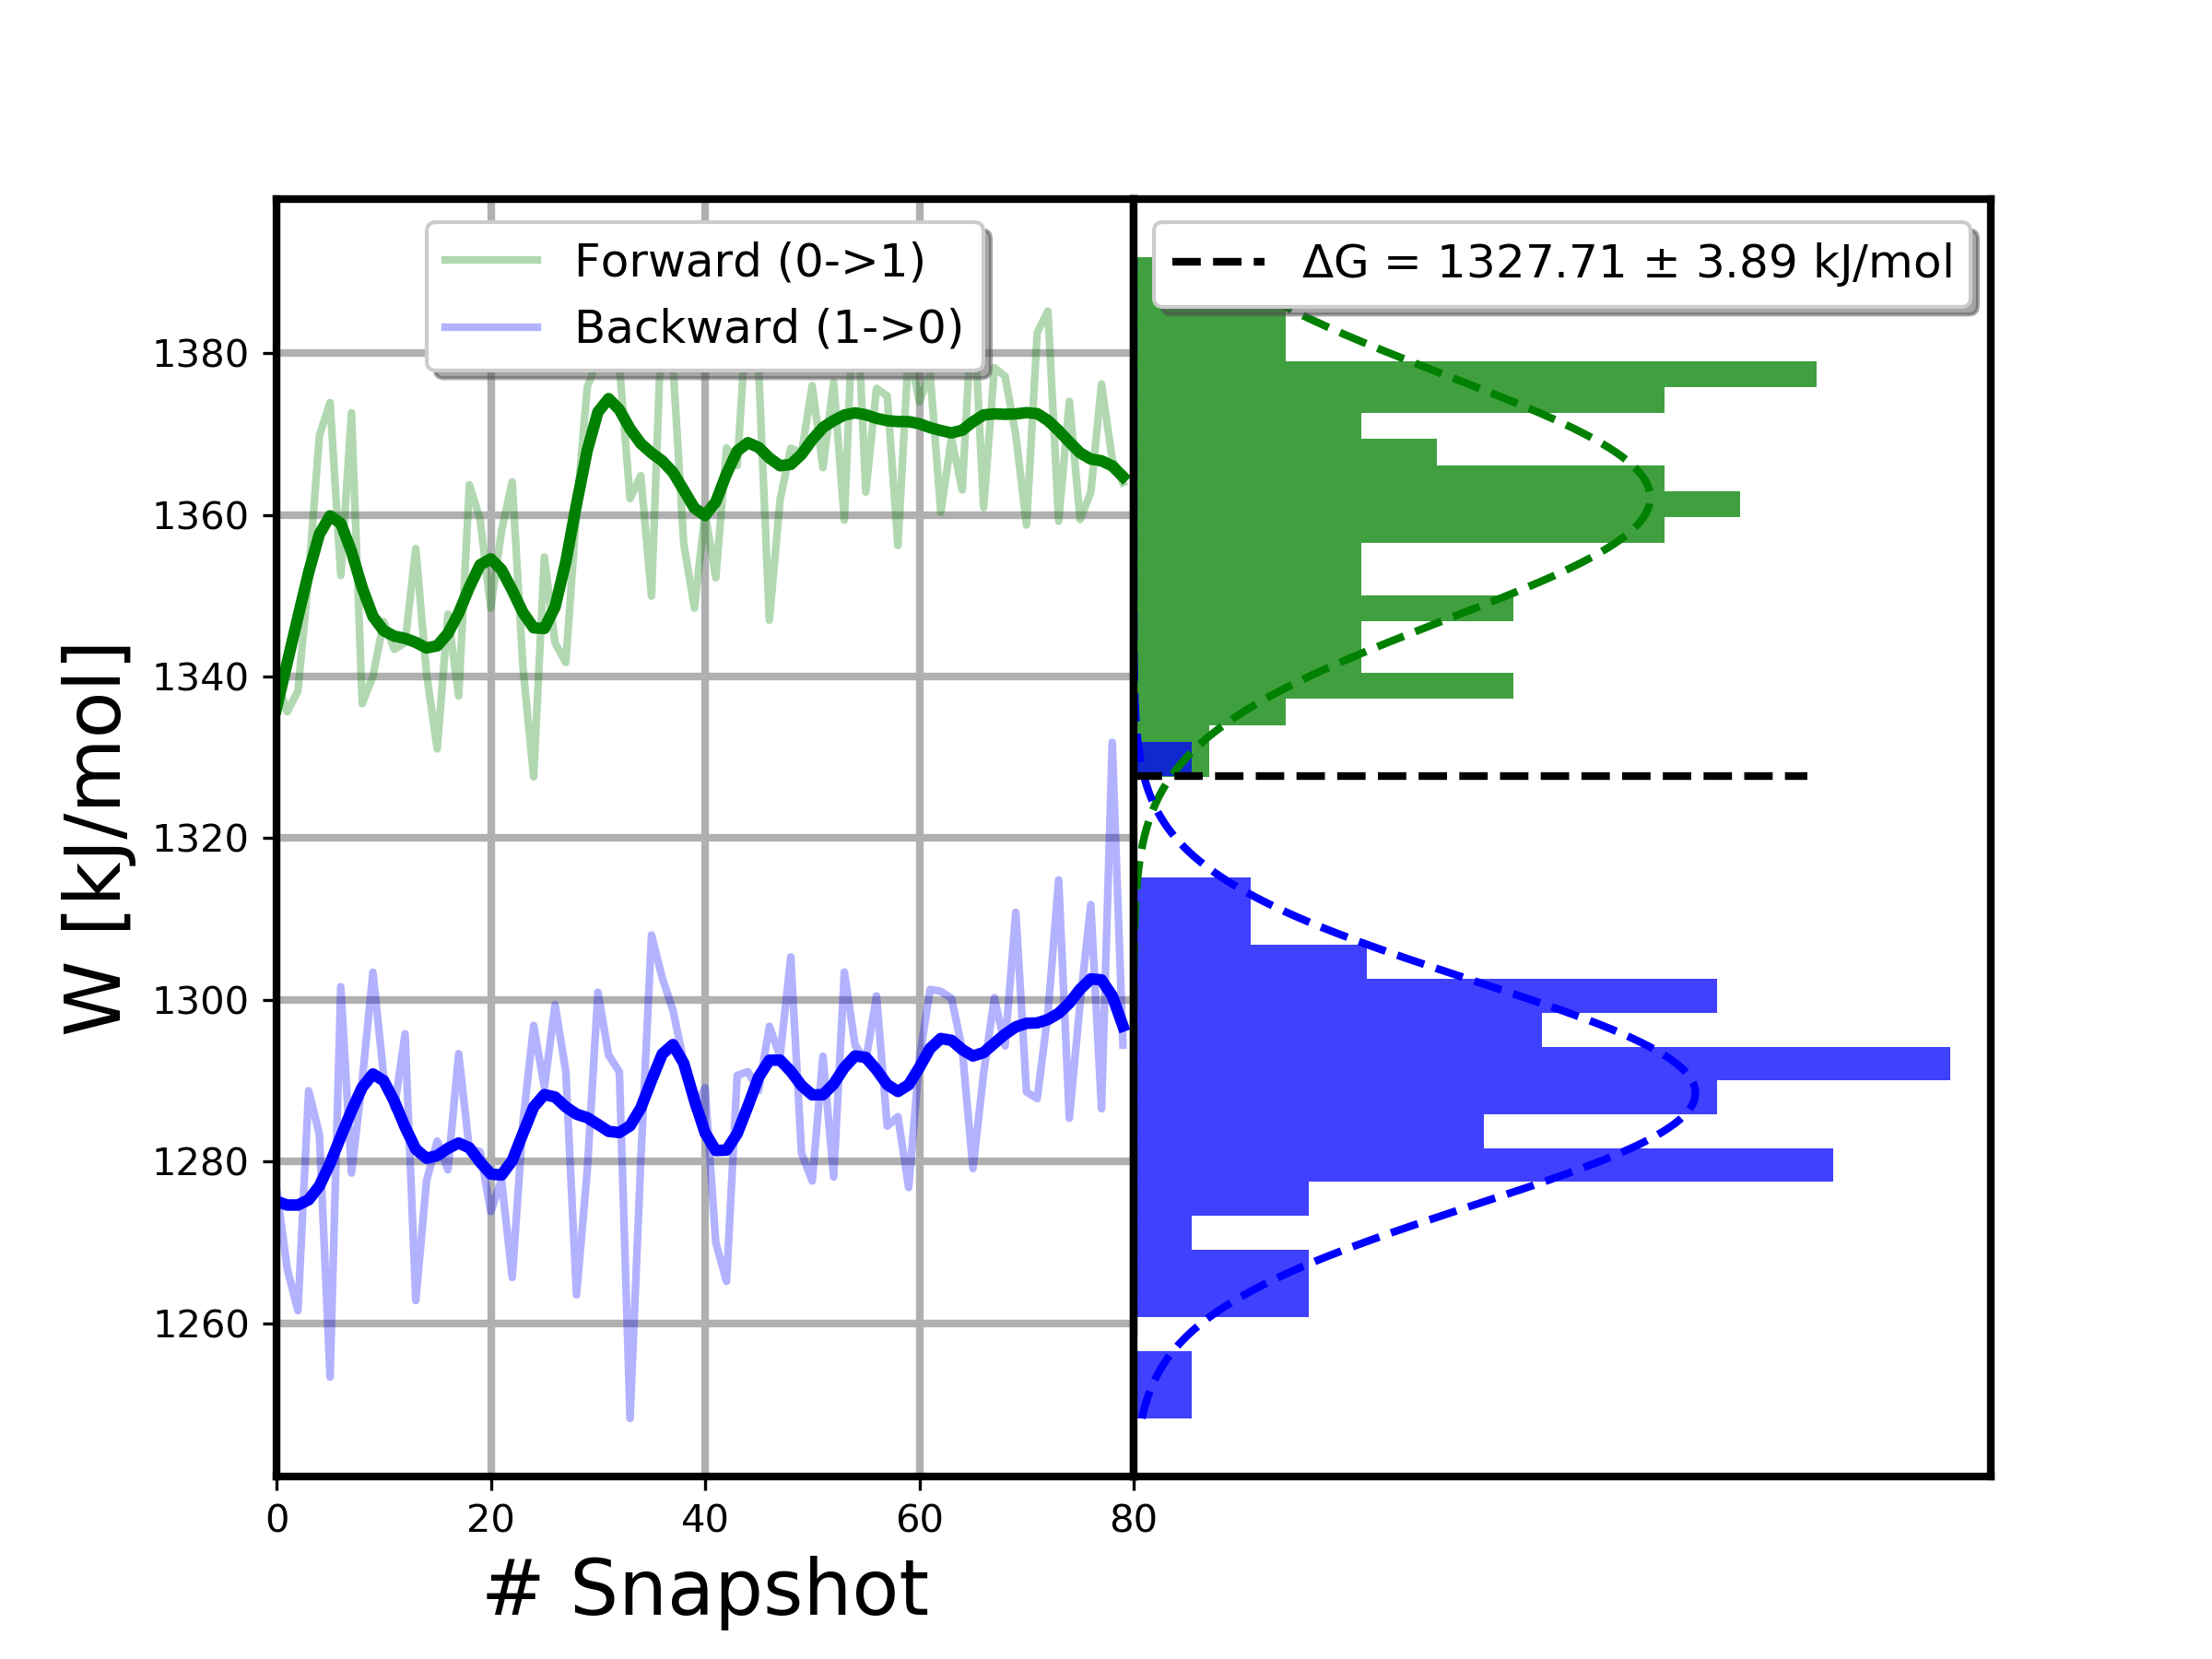 Forward (0->1)
Backward (1->0)
ΔG = 1327.71 ± 3.89 kJ/mol
W [kJ/mol]
1380
1360
1340
1320
1300
1280
1260
0 20 40 60 80
# Snapshot